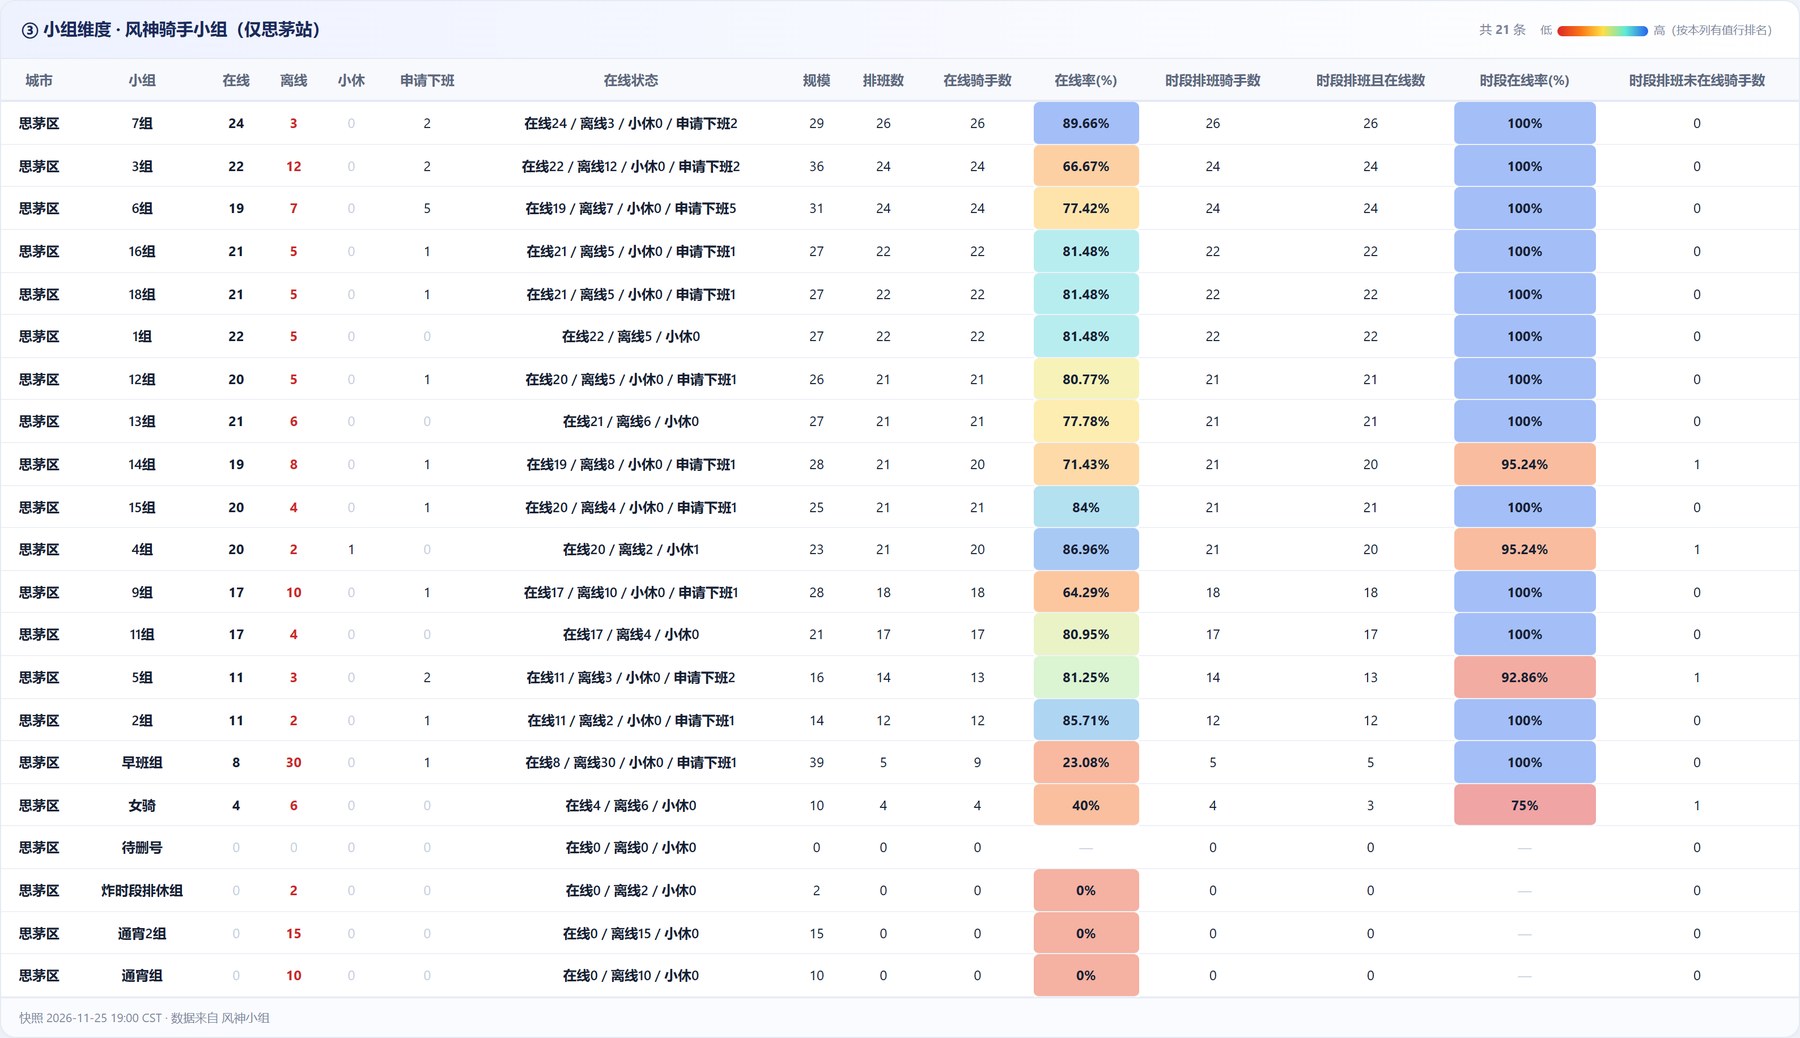 ③ 小组维度 · 风神骑手小组（仅思茅站）
共 21 条 低 高 (按本列有值行排名)
城市 小组 在线 离线 小休 申请下班 在线状态 规模 排班数 在线骑手数 在线率(%) 时段排班骑手数 时段排班且在线数 时段在线率(%) 时段排班未在线骑手数
思茅区 7组 24 3 0 2 在线24 / 离线3 / 小休0 / 申请下班2 29 26 26 89.66% 26 26 100% 0
思茅区 3组 22 12 0 2 在线22 / 离线12 / 小休0 / 申请下班2 36 24 24 66.67% 24 24 100% 0
思茅区 6组 19 7 0 5 在线19 / 离线7 / 小休0 / 申请下班5 31 24 24 77.42% 24 24 100% 0
思茅区 16组 21 5 0 1 在线21 / 离线5 / 小休0 / 申请下班1 27 22 22 81.48% 22 22 100% 0
思茅区 18组 21 5 0 1 在线21 / 离线5 / 小休0 / 申请下班1 27 22 22 81.48% 22 22 100% 0
思茅区 1组 22 5 0 0 在线22 / 离线5 / 小休0 27 22 22 81.48% 22 22 100% 0
思茅区 12组 20 5 0 1 在线20 / 离线5 / 小休0 / 申请下班1 26 21 21 80.77% 21 21 100% 0
思茅区 13组 21 6 0 0 在线21 / 离线6 / 小休0 27 21 21 77.78% 21 21 100% 0
思茅区 14组 19 8 0 1 在线19 / 离线8 / 小休0 / 申请下班1 28 21 20 71.43% 21 20 95.24% 1
思茅区 15组 20 4 0 1 在线20 / 离线4 / 小休0 / 申请下班1 25 21 21 84% 21 21 100% 0
思茅区 4组 20 2 1 0 在线20 / 离线2 / 小休1 23 21 20 86.96% 21 20 95.24% 1
思茅区 9组 17 10 0 1 在线17 / 离线10 / 小休0 / 申请下班1 28 18 18 64.29% 18 18 100% 0
思茅区 11组 17 4 0 0 在线17 / 离线4 / 小休0 21 17 17 80.95% 17 17 100% 0
思茅区 5组 11 3 0 2 在线11 / 离线3 / 小休0 / 申请下班2 16 14 13 81.25% 14 13 92.86% 1
思茅区 2组 11 2 0 1 在线11 / 离线2 / 小休0 / 申请下班1 14 12 12 85.71% 12 12 100% 0
思茅区 早班组 8 30 0 1 在线8 / 离线30 / 小休0 / 申请下班1 39 5 9 23.08% 5 5 100% 0
思茅区 女骑 4 6 0 0 在线4 / 离线6 / 小休0 10 4 4 40% 4 3 75% 1
思茅区 待删号 0 0 0 0 在线0 / 离线0 / 小休0 0 0 0 — 0 0 — 0
思茅区 炸时段排休组 0 2 0 0 在线0 / 离线2 / 小休0 2 0 0 0% 0 0 — 0
思茅区 通宵2组 0 15 0 0 在线0 / 离线15 / 小休0 15 0 0 0% 0 0 — 0
思茅区 通宵组 0 10 0 0 在线0 / 离线10 / 小休0 10 0 0 0% 0 0 — 0
快照 2026-11-25 19:00 CST · 数据来自 风神小组